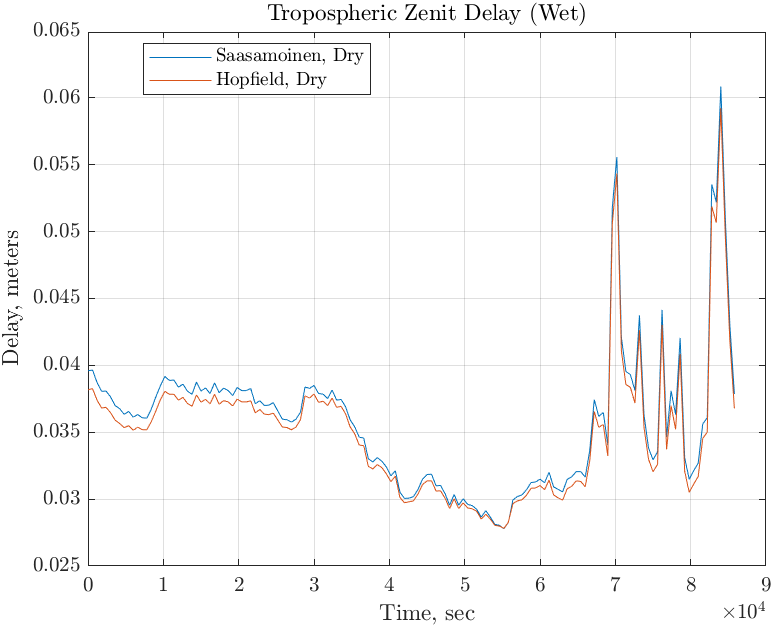 Tropospheric Zenit Delay (Wet)
0.065
Saasamoinen, Dry
Hopfield, Dry
0.06
0.055
0.05
0.045
0.04
0.035
0.03
0.025
Delay, meters
0 1 2 3 4 5 6 7 8 9
Time, sec
×10⁴